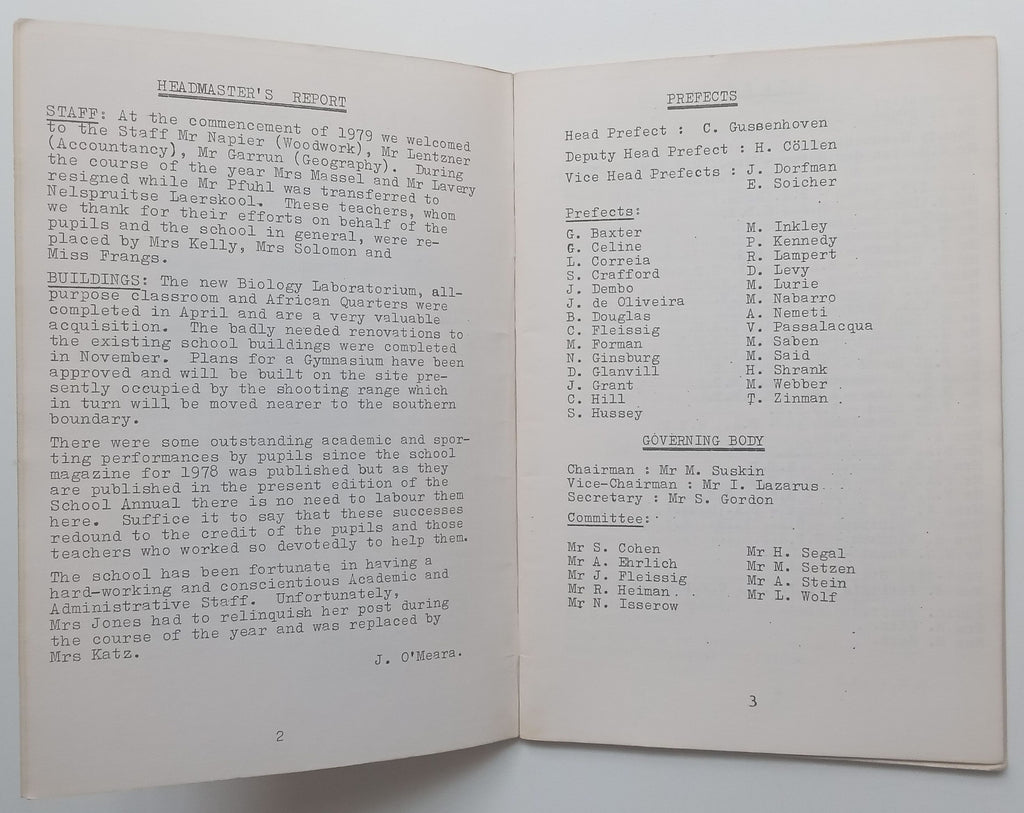 HEADMASTER'S REPORT
STAFF: At the commencement of 1979 we welcomed
to the Staff Mr Napier (Woodwork), Mr Lentzner
(Accountancy), Mr Garrun (Geography). During
the course of the year Mrs Massel and Mr Lavery
resigned while Mr Pfuhl was transferred to
Nelspruitse Laerskool. These teachers, whom
we thank for their efforts on behalf of the
pupils and the school in general, were re-
placed by Mrs Kelly, Mrs Solomon and
Miss Frangs.
BUILDINGS: The new Biology Laboratorium, all-
purpose classroom and African Quarters were
completed in April and are a very valuable
acquisition. The badly needed renovations to
the existing school buildings were completed
in November. Plans for a Gymnasium have been
approved and will be built on the site pre-
sently occupied by the shooting range which
in turn will be moved nearer to the southern
boundary.
There were some outstanding academic and spor-
ting performances by pupils since the school
magazine for 1978 was published but as they
are published in the present edition of the
School Annual there is no need to labour them
here. Suffice it to say that these successes
redound to the credit of the pupils and those
teachers who worked so devotedly to help them.
The school has been fortunate in having a
hard-working and conscientious Academic and
Administrative Staff. Unfortunately,
Mrs Jones had to relinquish her post during
the course of the year and was replaced by
Mrs Katz.
J. O'Meara.
2
PREFECTS
Head Prefect : C. Gussenhoven
Deputy Head Prefect : H. Cöllen
Vice Head Prefects : J. Dorfman
E. Soicher
Prefects:
G. Baxter
G. Celine
L. Correia
S. Crafford
J. Dembo
J. de Oliveira
B. Douglas
C. Fleissig
M. Forman
N. Ginsburg
D. Glanvill
J. Grant
C. Hill
S. Hussey
M. Inkley
P. Kennedy
R. Lampert
D. Levy
M. Lurie
M. Nabarro
A. Nemeti
V. Passalacqua
M. Saben
M. Said
H. Shrank
M. Webber
T. Zinman
GOVERNING BODY
Chairman : Mr M. Suskin
Vice-Chairman : Mr I. Lazarus
Secretary : Mr S. Gordon
Committee:
Mr S. Cohen
Mr A. Ehrlich
Mr J. Fleissig
Mr R. Heiman
Mr N. Isserow
Mr H. Segal
Mr M. Setzen
Mr A. Stein
Mr L. Wolf
3